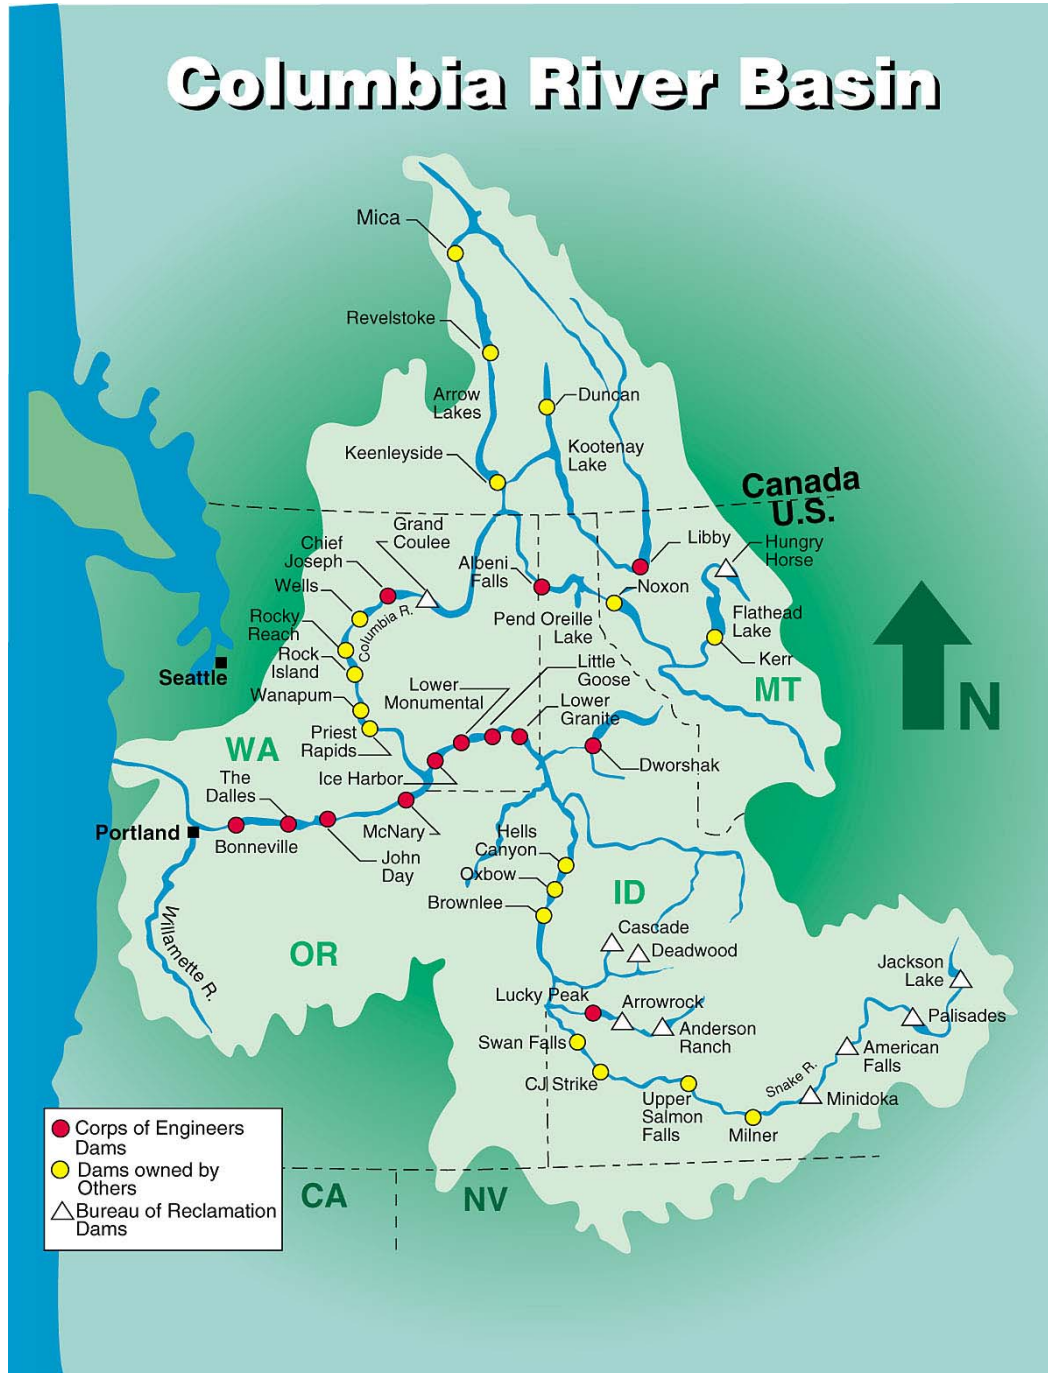 Columbia River Basin
Mica
Revelstoke
Arrow
Lakes
Duncan
Keenleyside
Kootenay
Lake
Canada
U.S.
Grand
Coulee
Chief
Joseph
Libby
Hungry
Horse
Albeni
Falls
Wells
Noxon
Columbia R.
Rocky
Reach
Pend Oreille
Lake
Flathead
Lake
Rock
Island
Kerr
Seattle
Little
Goose
Lower
Monumental
Wanapum
MT
N
Lower
Granite
Priest
Rapids
WA
Ice Harbor
Dworshak
The
Dalles
Portland
Bonneville
McNary
John
Day
Hells
Canyon
Oxbow
Brownlee
ID
Willamette R.
OR
Cascade
Deadwood
Jackson
Lake
Lucky Peak
Arrowrock
Palisades
Anderson
Ranch
Swan Falls
American
Falls
CJ Strike
Snake R.
Upper
Salmon
Falls
Minidoka
Milner
Corps of Engineers
Dams
Dams owned by
Others
Bureau of Reclamation
Dams
CA
NV